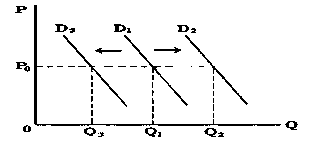 P
D₃ D₁ D₂
P₀
0 Q₃ Q₁ Q₂ Q